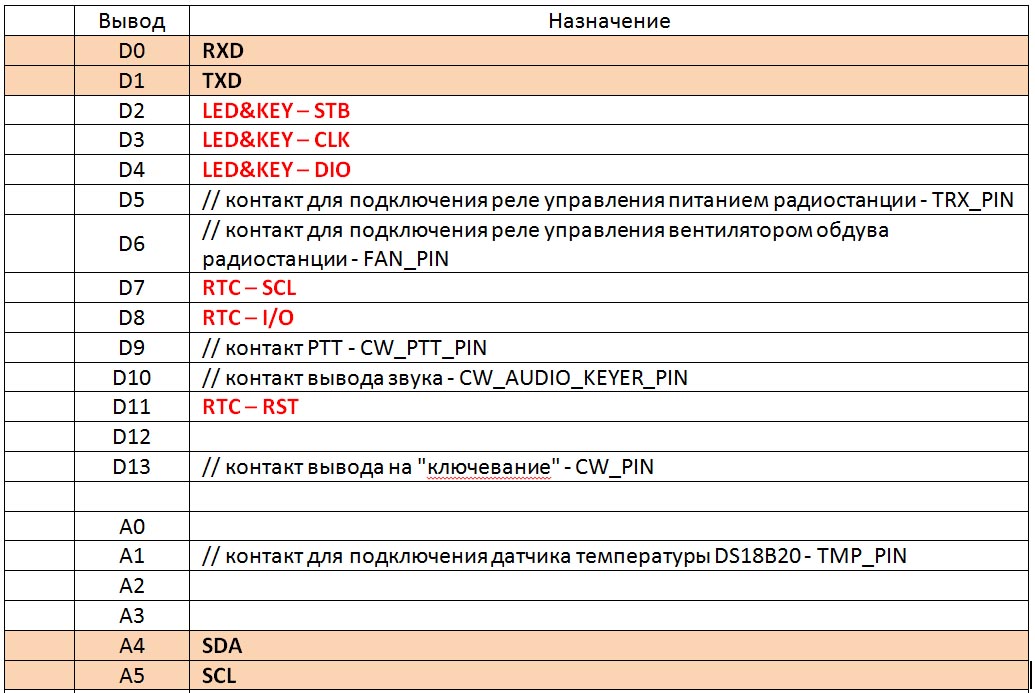 Вывод Назначение
D0 RXD
D1 TXD
D2 LED&KEY – STB
D3 LED&KEY – CLK
D4 LED&KEY – DIO
D5 // контакт для подключения реле управления питанием радиостанции - TRX_PIN
D6 // контакт для подключения реле управления вентилятором обдува
радиостанции - FAN_PIN
D7 RTC – SCL
D8 RTC – I/O
D9 // контакт PTT - CW_PTT_PIN
D10 // контакт вывода звука - CW_AUDIO_KEYER_PIN
D11 RTC – RST
D12
D13 // контакт вывода на "ключевание" - CW_PIN
A0
A1 // контакт для подключения датчика температуры DS18B20 - TMP_PIN
A2
A3
A4 SDA
A5 SCL